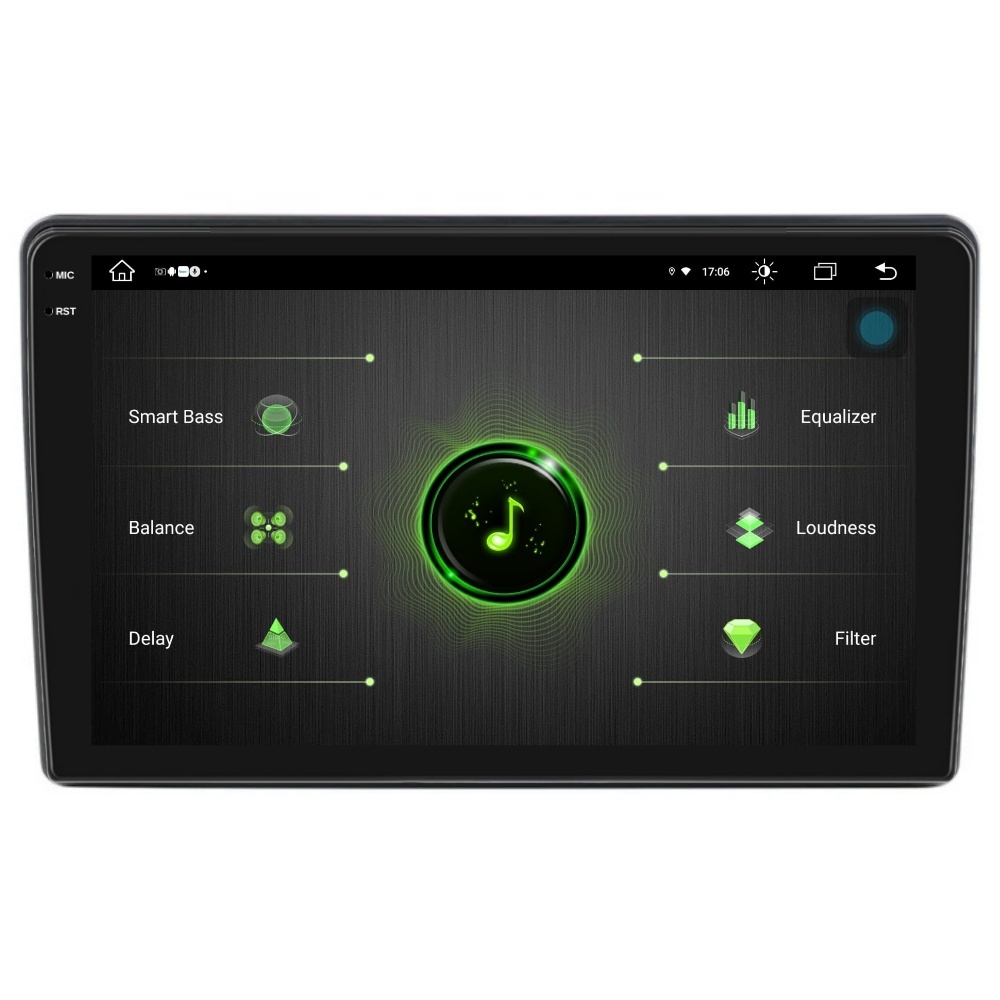 MIC
17:06
RST
Smart Bass
Equalizer
Balance
Loudness
Delay
Filter